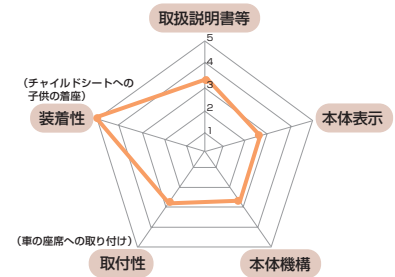 取扱説明書等
5
4
3
2
1
（チャイルドシートへの
子供の着座）
装着性
本体表示
（車の座席への取り付け）
取付性
本体機構